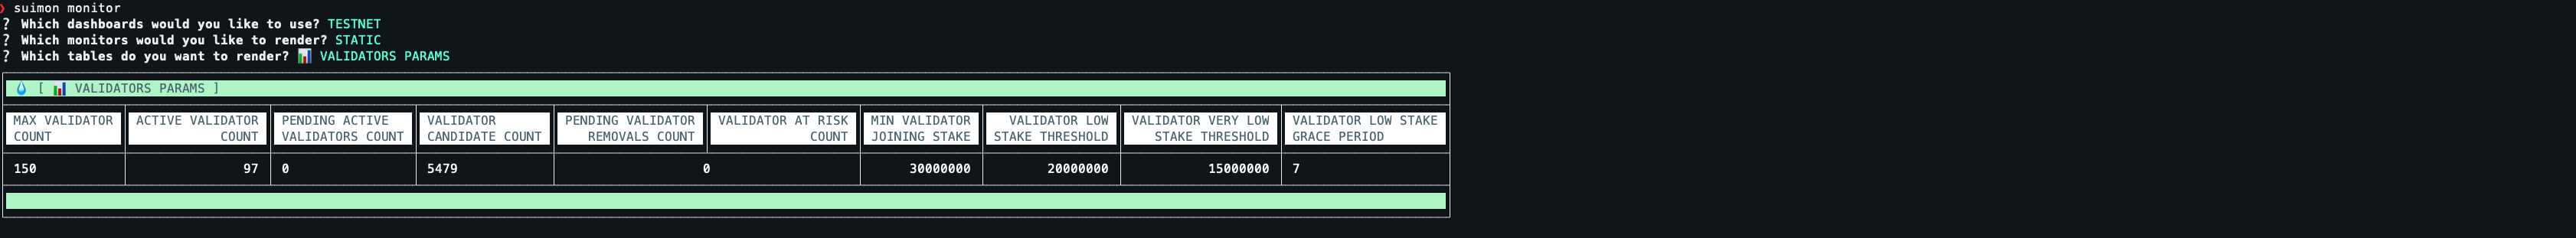 ❯ suimon monitor
? Which dashboards would you like to use? TESTNET
? Which monitors would you like to render? STATIC
? Which tables do you want to render? 📊 VALIDATORS PARAMS
💧 [ 📊 VALIDATORS PARAMS ]
MAX VALIDATOR ACTIVE VALIDATOR PENDING ACTIVE VALIDATOR PENDING VALIDATOR VALIDATOR AT RISK MIN VALIDATOR VALIDATOR LOW VALIDATOR VERY LOW VALIDATOR LOW STAKE
COUNT COUNT VALIDATORS COUNT CANDIDATE COUNT REMOVALS COUNT COUNT JOINING STAKE STAKE THRESHOLD STAKE THRESHOLD GRACE PERIOD
150 97 0 5479 0 30000000 20000000 15000000 7